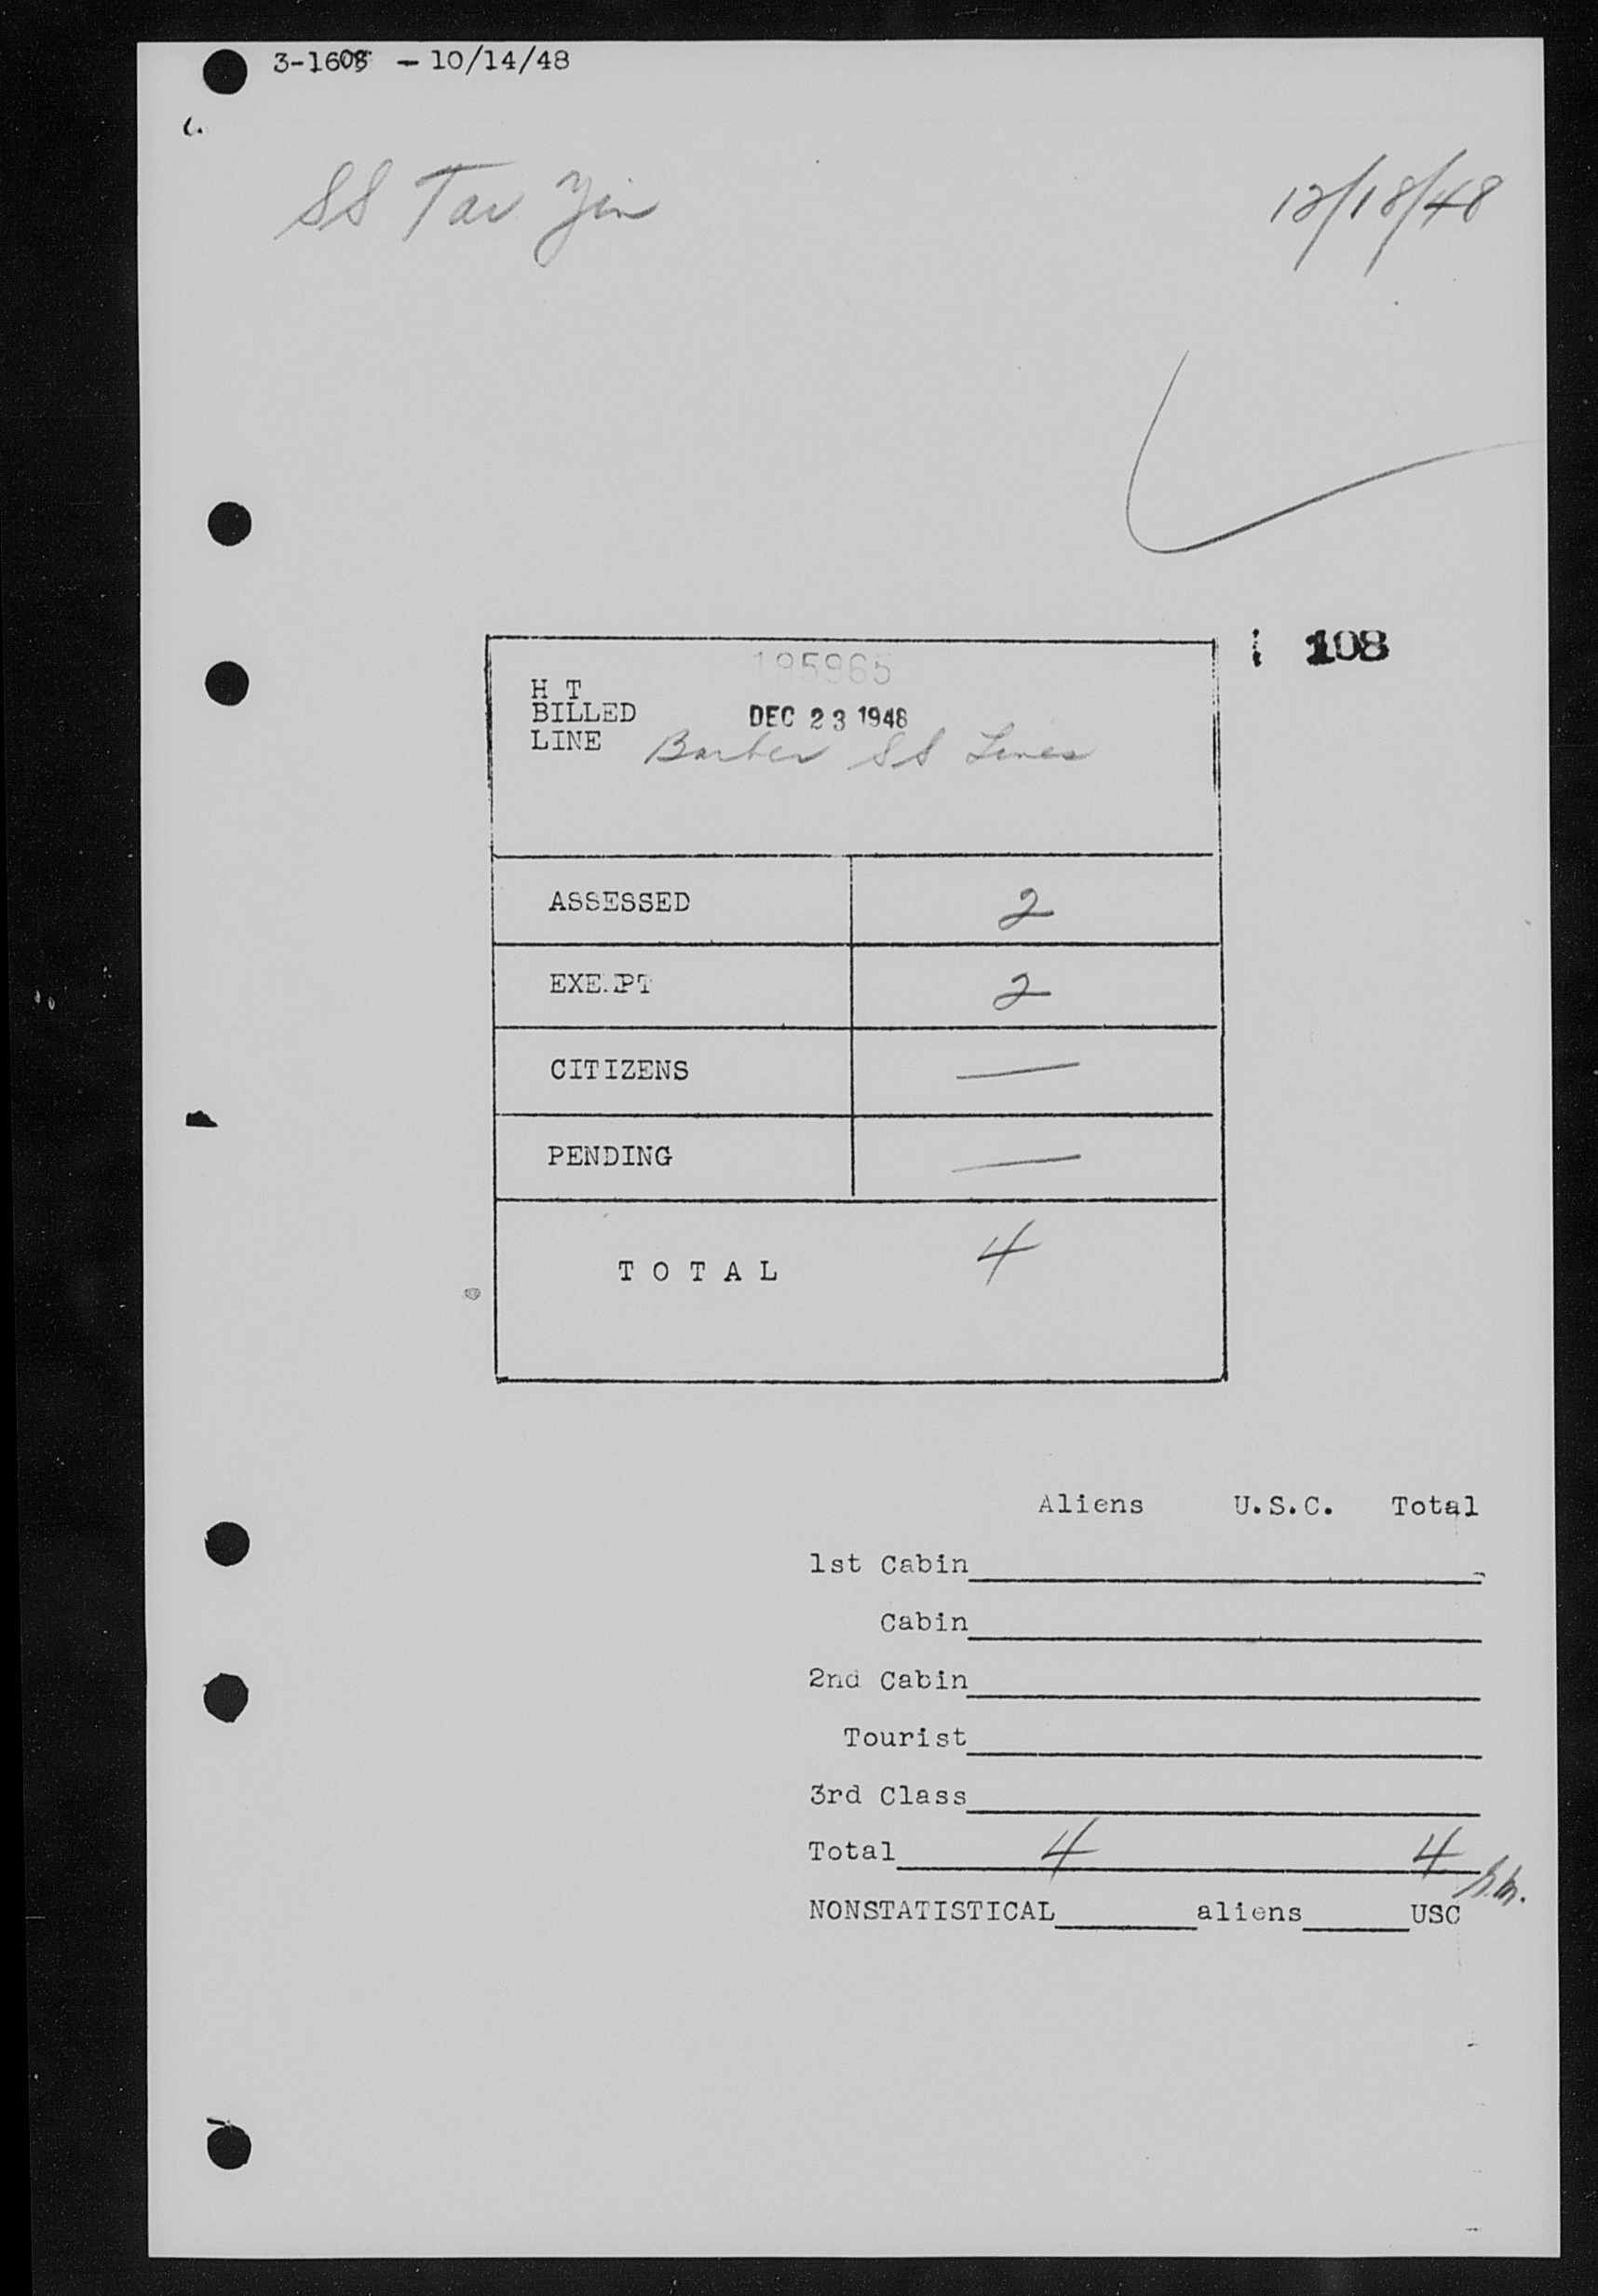 3-1608 - 10/14/48
SS Tai Yin
12/18/48
108
195965
H T
BILLED DEC 23 1948
LINE Barber SS Lines
ASSESSED 2
EXE.PT 2
CITIZENS —
PENDING —
T O T A L 4
Aliens U.S.C. Total
1st Cabin
Cabin
2nd Cabin
Tourist
3rd Class
Total 4 4
NONSTATISTICAL aliens USC